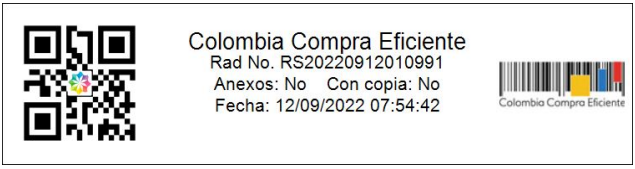 Colombia Compra Eficiente
Rad No. RS20220912010991
Anexos: No Con copia: No
Fecha: 12/09/2022 07:54:42
Colombia Compra Eficiente